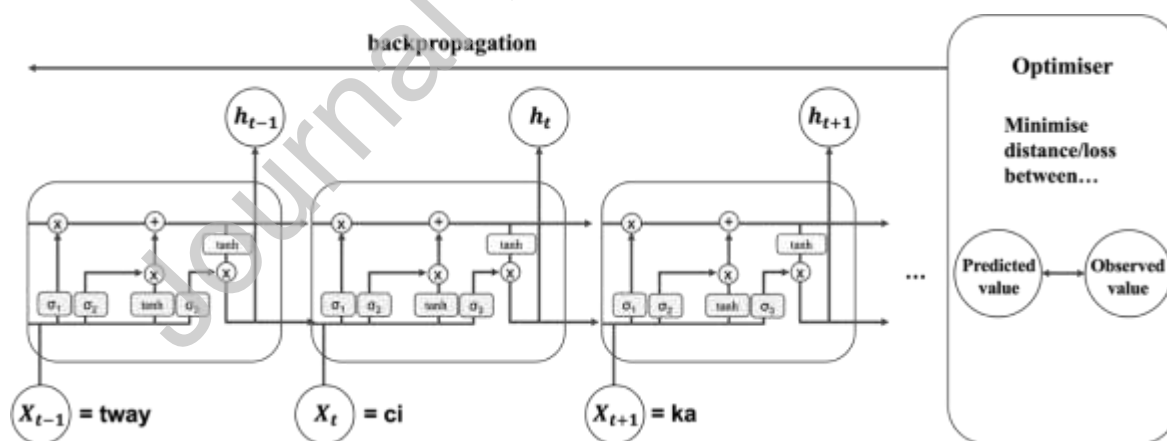 backpropagation
Journal
Optimiser
Minimise
distance/loss
between...
h_{t-1}
h_t
h_{t+1}
x + tanh x x σ1 σ2 tanh σ3
x + tanh x x σ1 σ2 tanh σ3
x + tanh x x σ1 σ2 tanh σ3
...
Predicted
value
Observed
value
X_{t-1} = tway
X_t = ci
X_{t+1} = ka